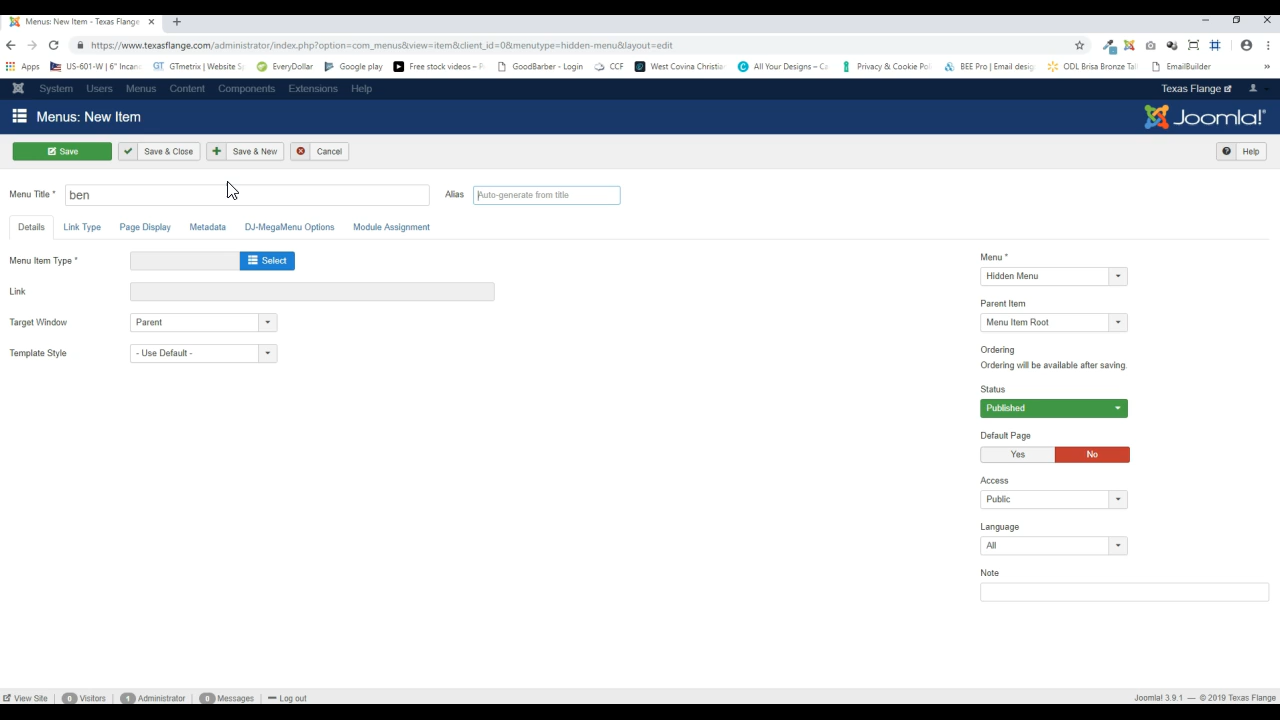 Menus: New Item - Texas Flange
https://www.texasflange.com/administrator/index.php?option=com_menus&view=item&client_id=0&menutype=hidden-menu&layout=edit
Apps US-601-W | 6" Incand GTmetrix | Website S EveryDollar Google play Free stock videos - F GoodBarber - Login CCF West Covina Christia All Your Designs – Ca Privacy & Cookie Pol BEE Pro | Email desig ODL Brisa Bronze Tal EmailBuilder »
System Users Menus Content Components Extensions Help Texas Flange
Menus: New Item Joomla!
Save Save & Close Save & New Cancel Help
Menu Title * ben Alias Auto-generate from title
Details Link Type Page Display Metadata DJ-MegaMenu Options Module Assignment
Menu Item Type * Select
Link
Target Window Parent
Template Style - Use Default -
Menu *
Hidden Menu
Parent Item
Menu Item Root
Ordering
Ordering will be available after saving.
Status
Published
Default Page
Yes No
Access
Public
Language
All
Note
View Site 0 Visitors 1 Administrator 0 Messages Log out Joomla! 3.9.1 — © 2019 Texas Flange